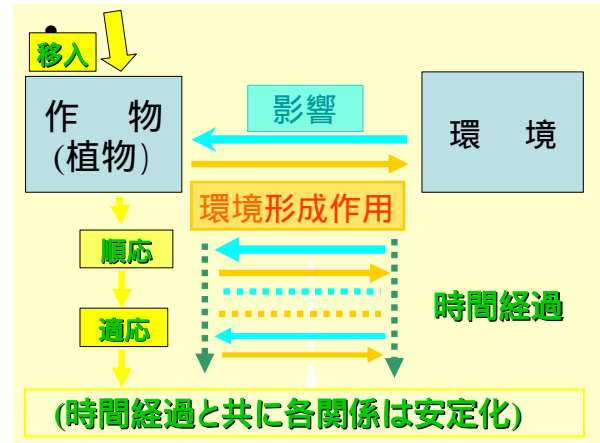 移入
作 物
(植物)
影響
環 境
環境形成作用
順応
時間経過
適応
(時間経過と共に各関係は安定化)